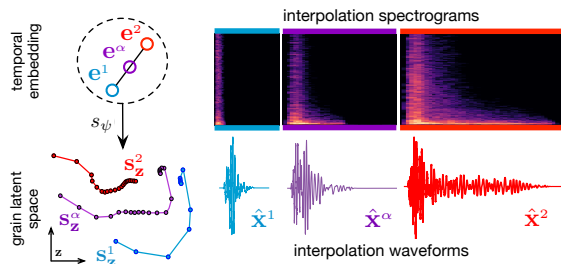 interpolation spectrograms
temporal
embedding
e²
e^α
e¹
s_ψ
grain latent
space
s_z²
s_z^α
s_z¹
z
x̂¹
x̂^α
x̂²
interpolation waveforms